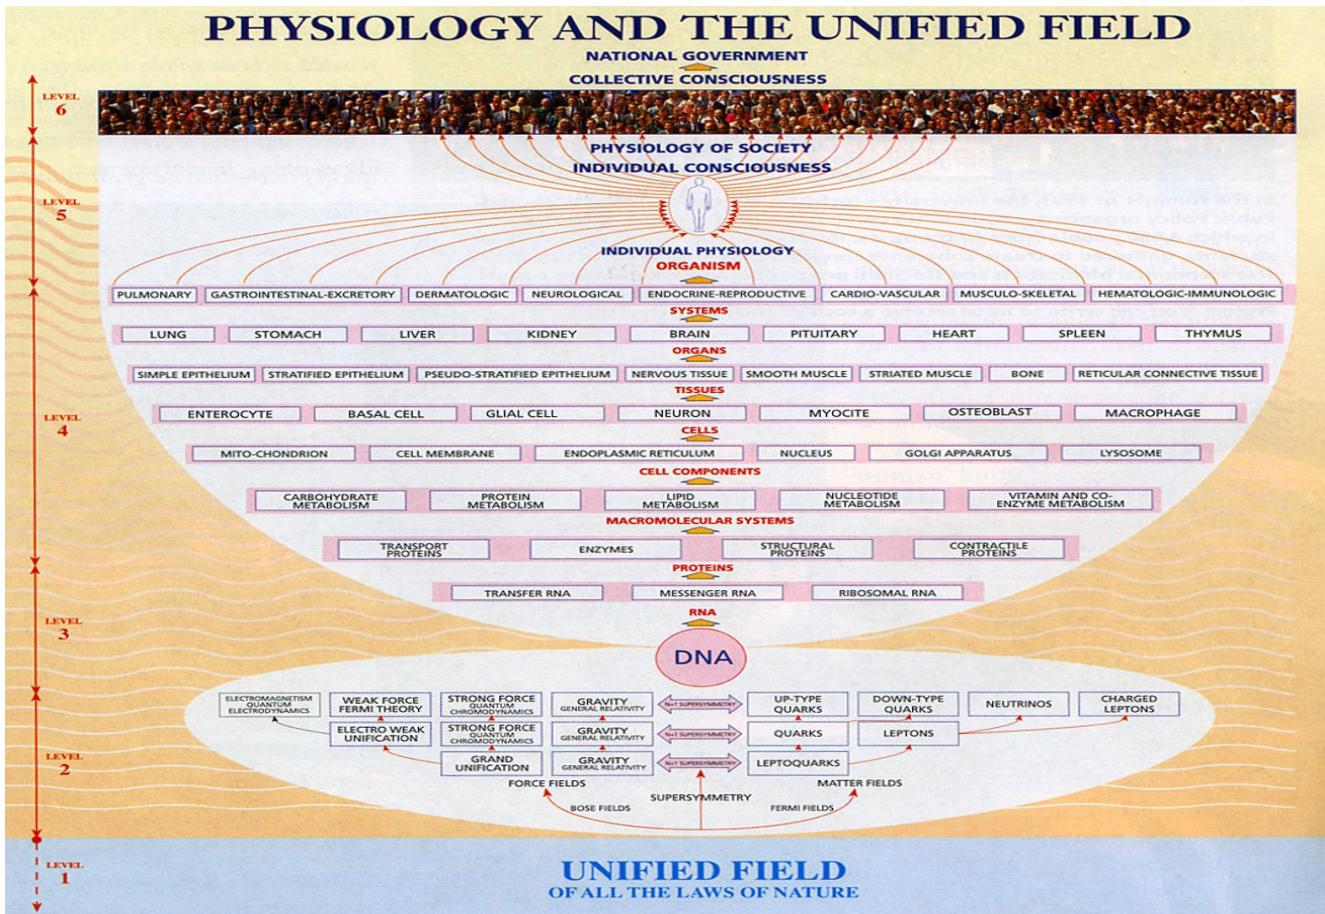 PHYSIOLOGY AND THE UNIFIED FIELD
NATIONAL GOVERNMENT
COLLECTIVE CONSCIOUSNESS
LEVEL
6
PHYSIOLOGY OF SOCIETY
INDIVIDUAL CONSCIOUSNESS
LEVEL
5
INDIVIDUAL PHYSIOLOGY
ORGANISM
PULMONARY GASTROINTESTINAL-EXCRETORY DERMATOLOGIC NEUROLOGICAL ENDOCRINE-REPRODUCTIVE CARDIO-VASCULAR MUSCULO-SKELETAL HEMATOLOGIC-IMMUNOLOGIC
SYSTEMS
LUNG STOMACH LIVER KIDNEY BRAIN PITUITARY HEART SPLEEN THYMUS
ORGANS
SIMPLE EPITHELIUM STRATIFIED EPITHELIUM PSEUDO-STRATIFIED EPITHELIUM NERVOUS TISSUE SMOOTH MUSCLE STRIATED MUSCLE BONE RETICULAR CONNECTIVE TISSUE
TISSUES
ENTEROCYTE BASAL CELL GLIAL CELL NEURON MYOCITE OSTEOBLAST MACROPHAGE
LEVEL
4
CELLS
MITO-CHONDRION CELL MEMBRANE ENDOPLASMIC RETICULUM NUCLEUS GOLGI APPARATUS LYSOSOME
CELL COMPONENTS
CARBOHYDRATE METABOLISM PROTEIN METABOLISM LIPID METABOLISM NUCLEOTIDE METABOLISM VITAMIN AND CO-ENZYME METABOLISM
MACROMOLECULAR SYSTEMS
TRANSPORT PROTEINS ENZYMES STRUCTURAL PROTEINS CONTRACTILE PROTEINS
PROTEINS
TRANSFER RNA MESSENGER RNA RIBOSOMAL RNA
RNA
LEVEL
3
DNA
ELECTROMAGNETISM QUANTUM ELECTRODYNAMICS
WEAK FORCE FERMI THEORY
STRONG FORCE QUANTUM CHROMODYNAMICS
GRAVITY GENERAL RELATIVITY
N=1 SUPERSYMMETRY
UP-TYPE QUARKS
DOWN-TYPE QUARKS
NEUTRINOS
CHARGED LEPTONS
ELECTRO WEAK UNIFICATION
STRONG FORCE QUANTUM CHROMODYNAMICS
GRAVITY GENERAL RELATIVITY
N=1 SUPERSYMMETRY
QUARKS
LEPTONS
LEVEL
2
GRAND UNIFICATION
GRAVITY GENERAL RELATIVITY
N=1 SUPERSYMMETRY
LEPTOQUARKS
FORCE FIELDS MATTER FIELDS
SUPERSYMMETRY
BOSE FIELDS FERMI FIELDS
LEVEL
1
UNIFIED FIELD
OF ALL THE LAWS OF NATURE